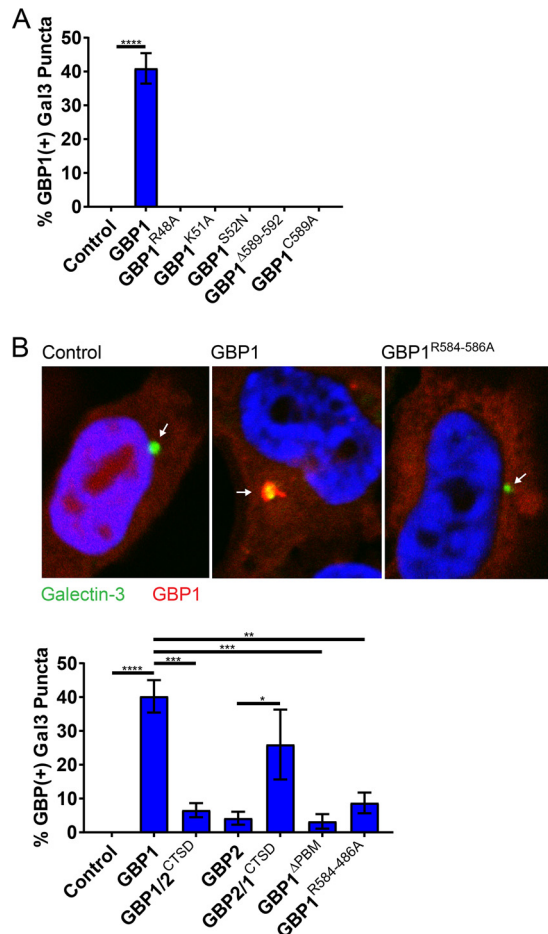 A
****
% GBP1(+) Gal3 Puncta
50
40
30
20
10
0
Control
GBP1
GBP1R48A
GBP1K51A
GBP1S52N
GBP1Δ589-592
GBP1C589A
B
Control
GBP1
GBP1R584-586A
Galectin-3
GBP1
**
***
**** ***
*
% GBP(+) Gal3 Puncta
50
40
30
20
10
0
Control
GBP1
GBP1/2CTSD
GBP2
GBP2/1CTSD
GBP1ΔPBM
GBP1R584-486A